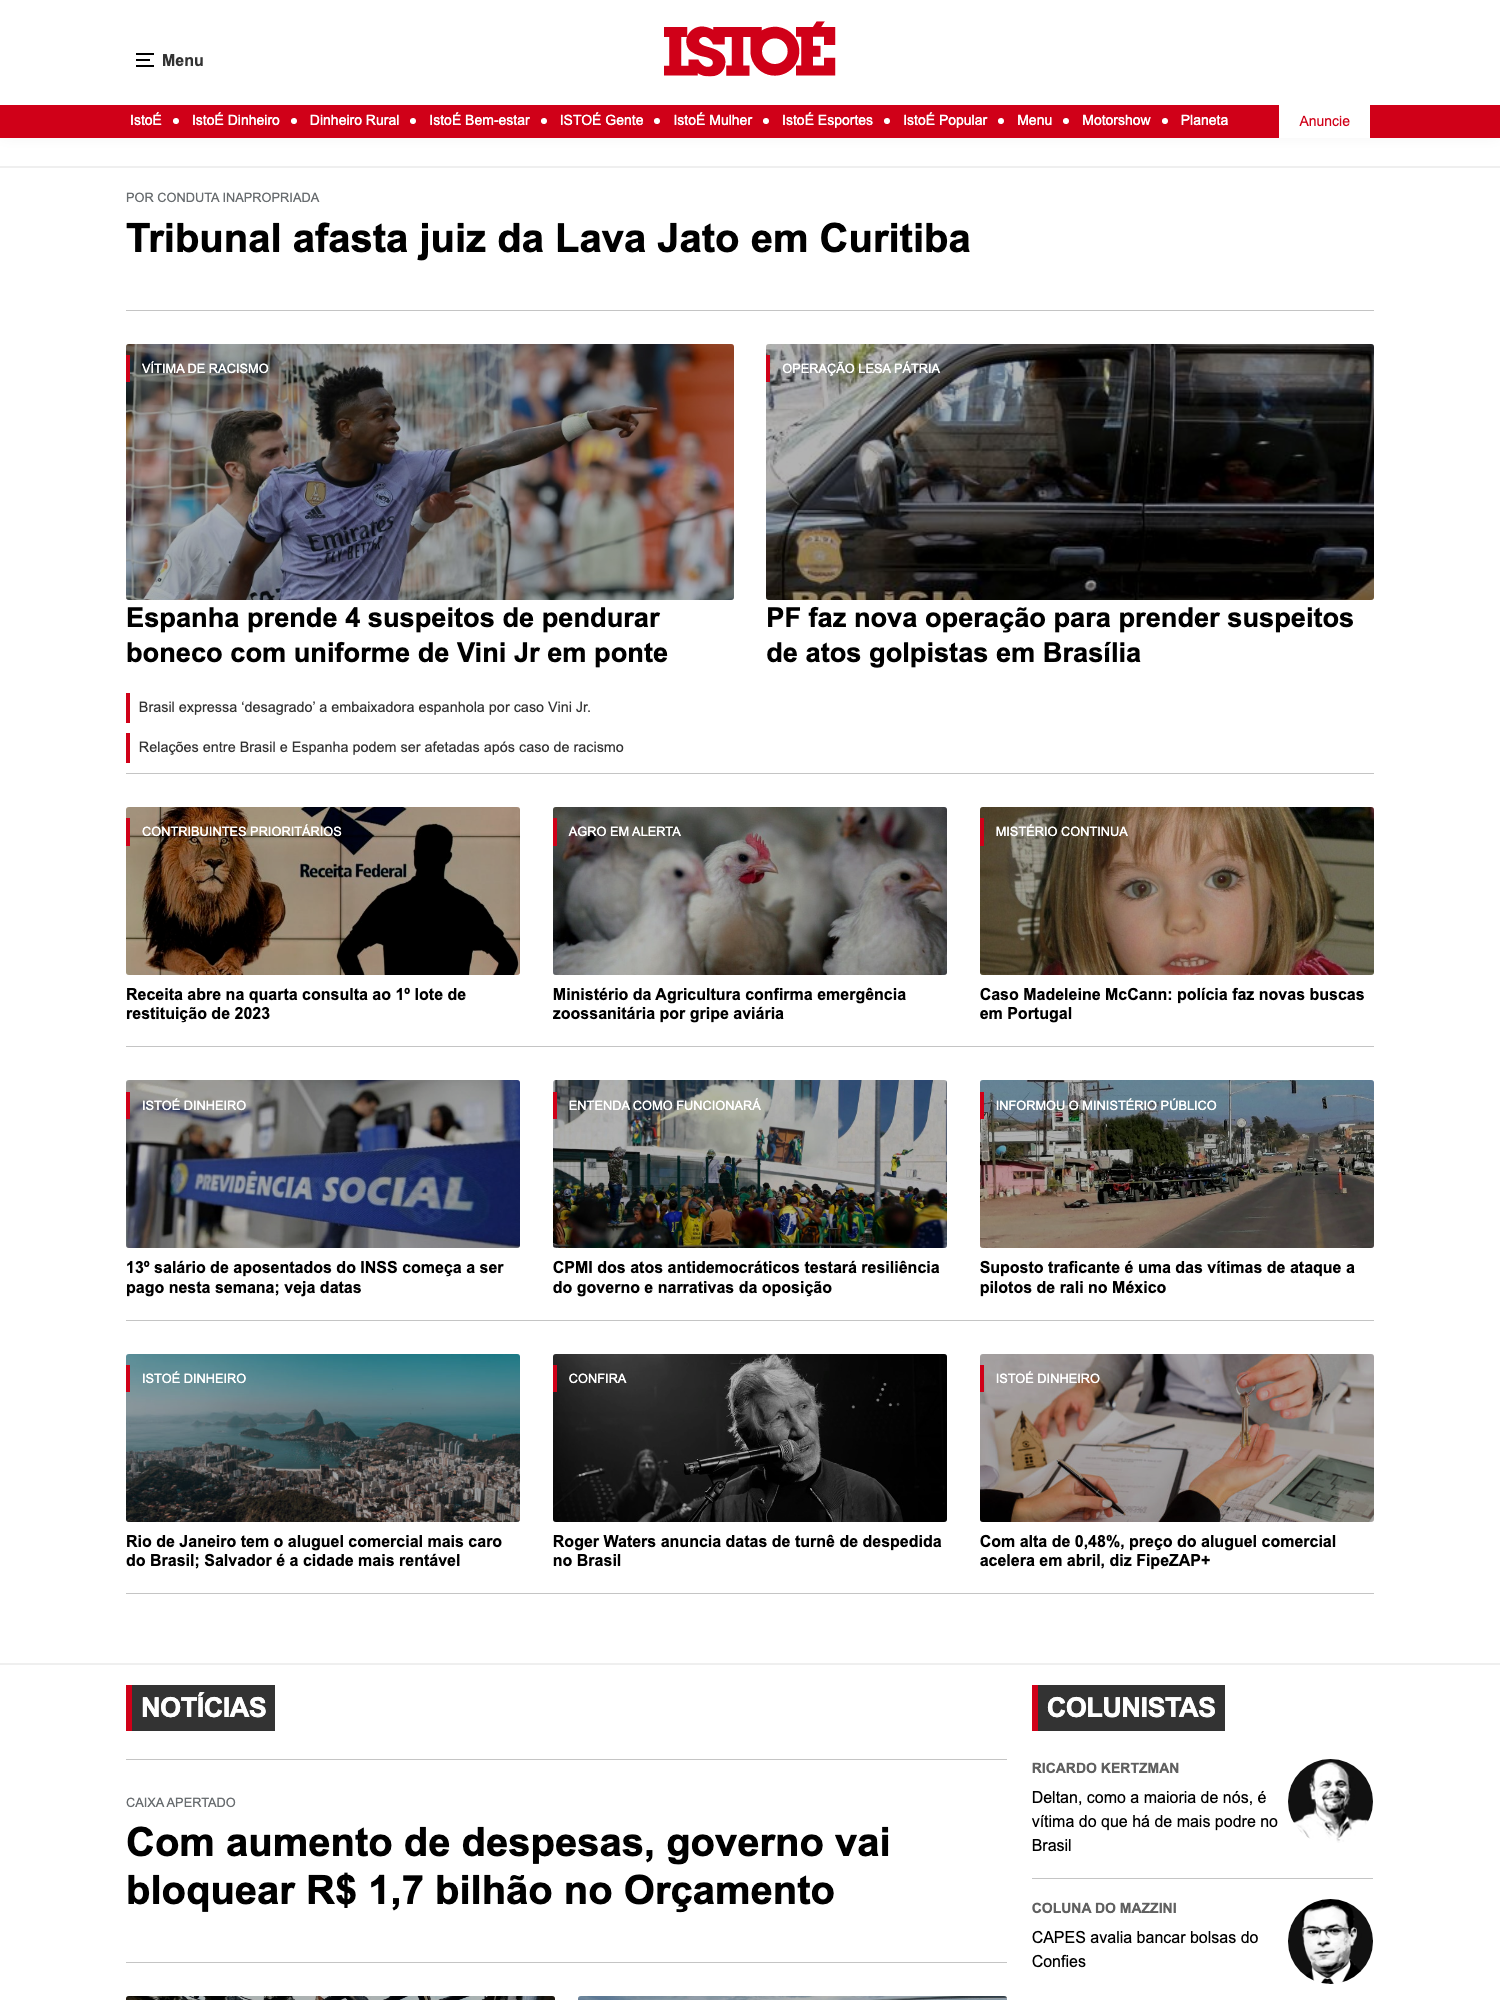 Menu
ISTOÉ
IstoÉ
IstoÉ Dinheiro
Dinheiro Rural
IstoÉ Bem-estar
ISTOÉ Gente
IstoÉ Mulher
IstoÉ Esportes
IstoÉ Popular
Menu
Motorshow
Planeta
Anuncie
POR CONDUTA INAPROPRIADA
Tribunal afasta juiz da Lava Jato em Curitiba
VÍTIMA DE RACISMO
Emirates
FLY BETTER
Espanha prende 4 suspeitos de pendurar
boneco com uniforme de Vini Jr em ponte
Brasil expressa ‘desagrado’ a embaixadora espanhola por caso Vini Jr.
Relações entre Brasil e Espanha podem ser afetadas após caso de racismo
OPERAÇÃO LESA PÁTRIA
POLÍCIA
PF faz nova operação para prender suspeitos
de atos golpistas em Brasília
CONTRIBUINTES PRIORITÁRIOS
Receita Federal
Receita abre na quarta consulta ao 1º lote de
restituição de 2023
AGRO EM ALERTA
Ministério da Agricultura confirma emergência
zoossanitária por gripe aviária
MISTÉRIO CONTINUA
Caso Madeleine McCann: polícia faz novas buscas
em Portugal
ISTOÉ DINHEIRO
PREVIDÊNCIA SOCIAL
13º salário de aposentados do INSS começa a ser
pago nesta semana; veja datas
ENTENDA COMO FUNCIONARÁ
CPMI dos atos antidemocráticos testará resiliência
do governo e narrativas da oposição
INFORMOU O MINISTÉRIO PÚBLICO
Suposto traficante é uma das vítimas de ataque a
pilotos de rali no México
ISTOÉ DINHEIRO
Rio de Janeiro tem o aluguel comercial mais caro
do Brasil; Salvador é a cidade mais rentável
CONFIRA
Roger Waters anuncia datas de turnê de despedida
no Brasil
ISTOÉ DINHEIRO
Com alta de 0,48%, preço do aluguel comercial
acelera em abril, diz FipeZAP+
NOTÍCIAS
CAIXA APERTADO
Com aumento de despesas, governo vai
bloquear R$ 1,7 bilhão no Orçamento
COLUNISTAS
RICARDO KERTZMAN
Deltan, como a maioria de nós, é
vítima do que há de mais podre no
Brasil
COLUNA DO MAZZINI
CAPES avalia bancar bolsas do
Confies